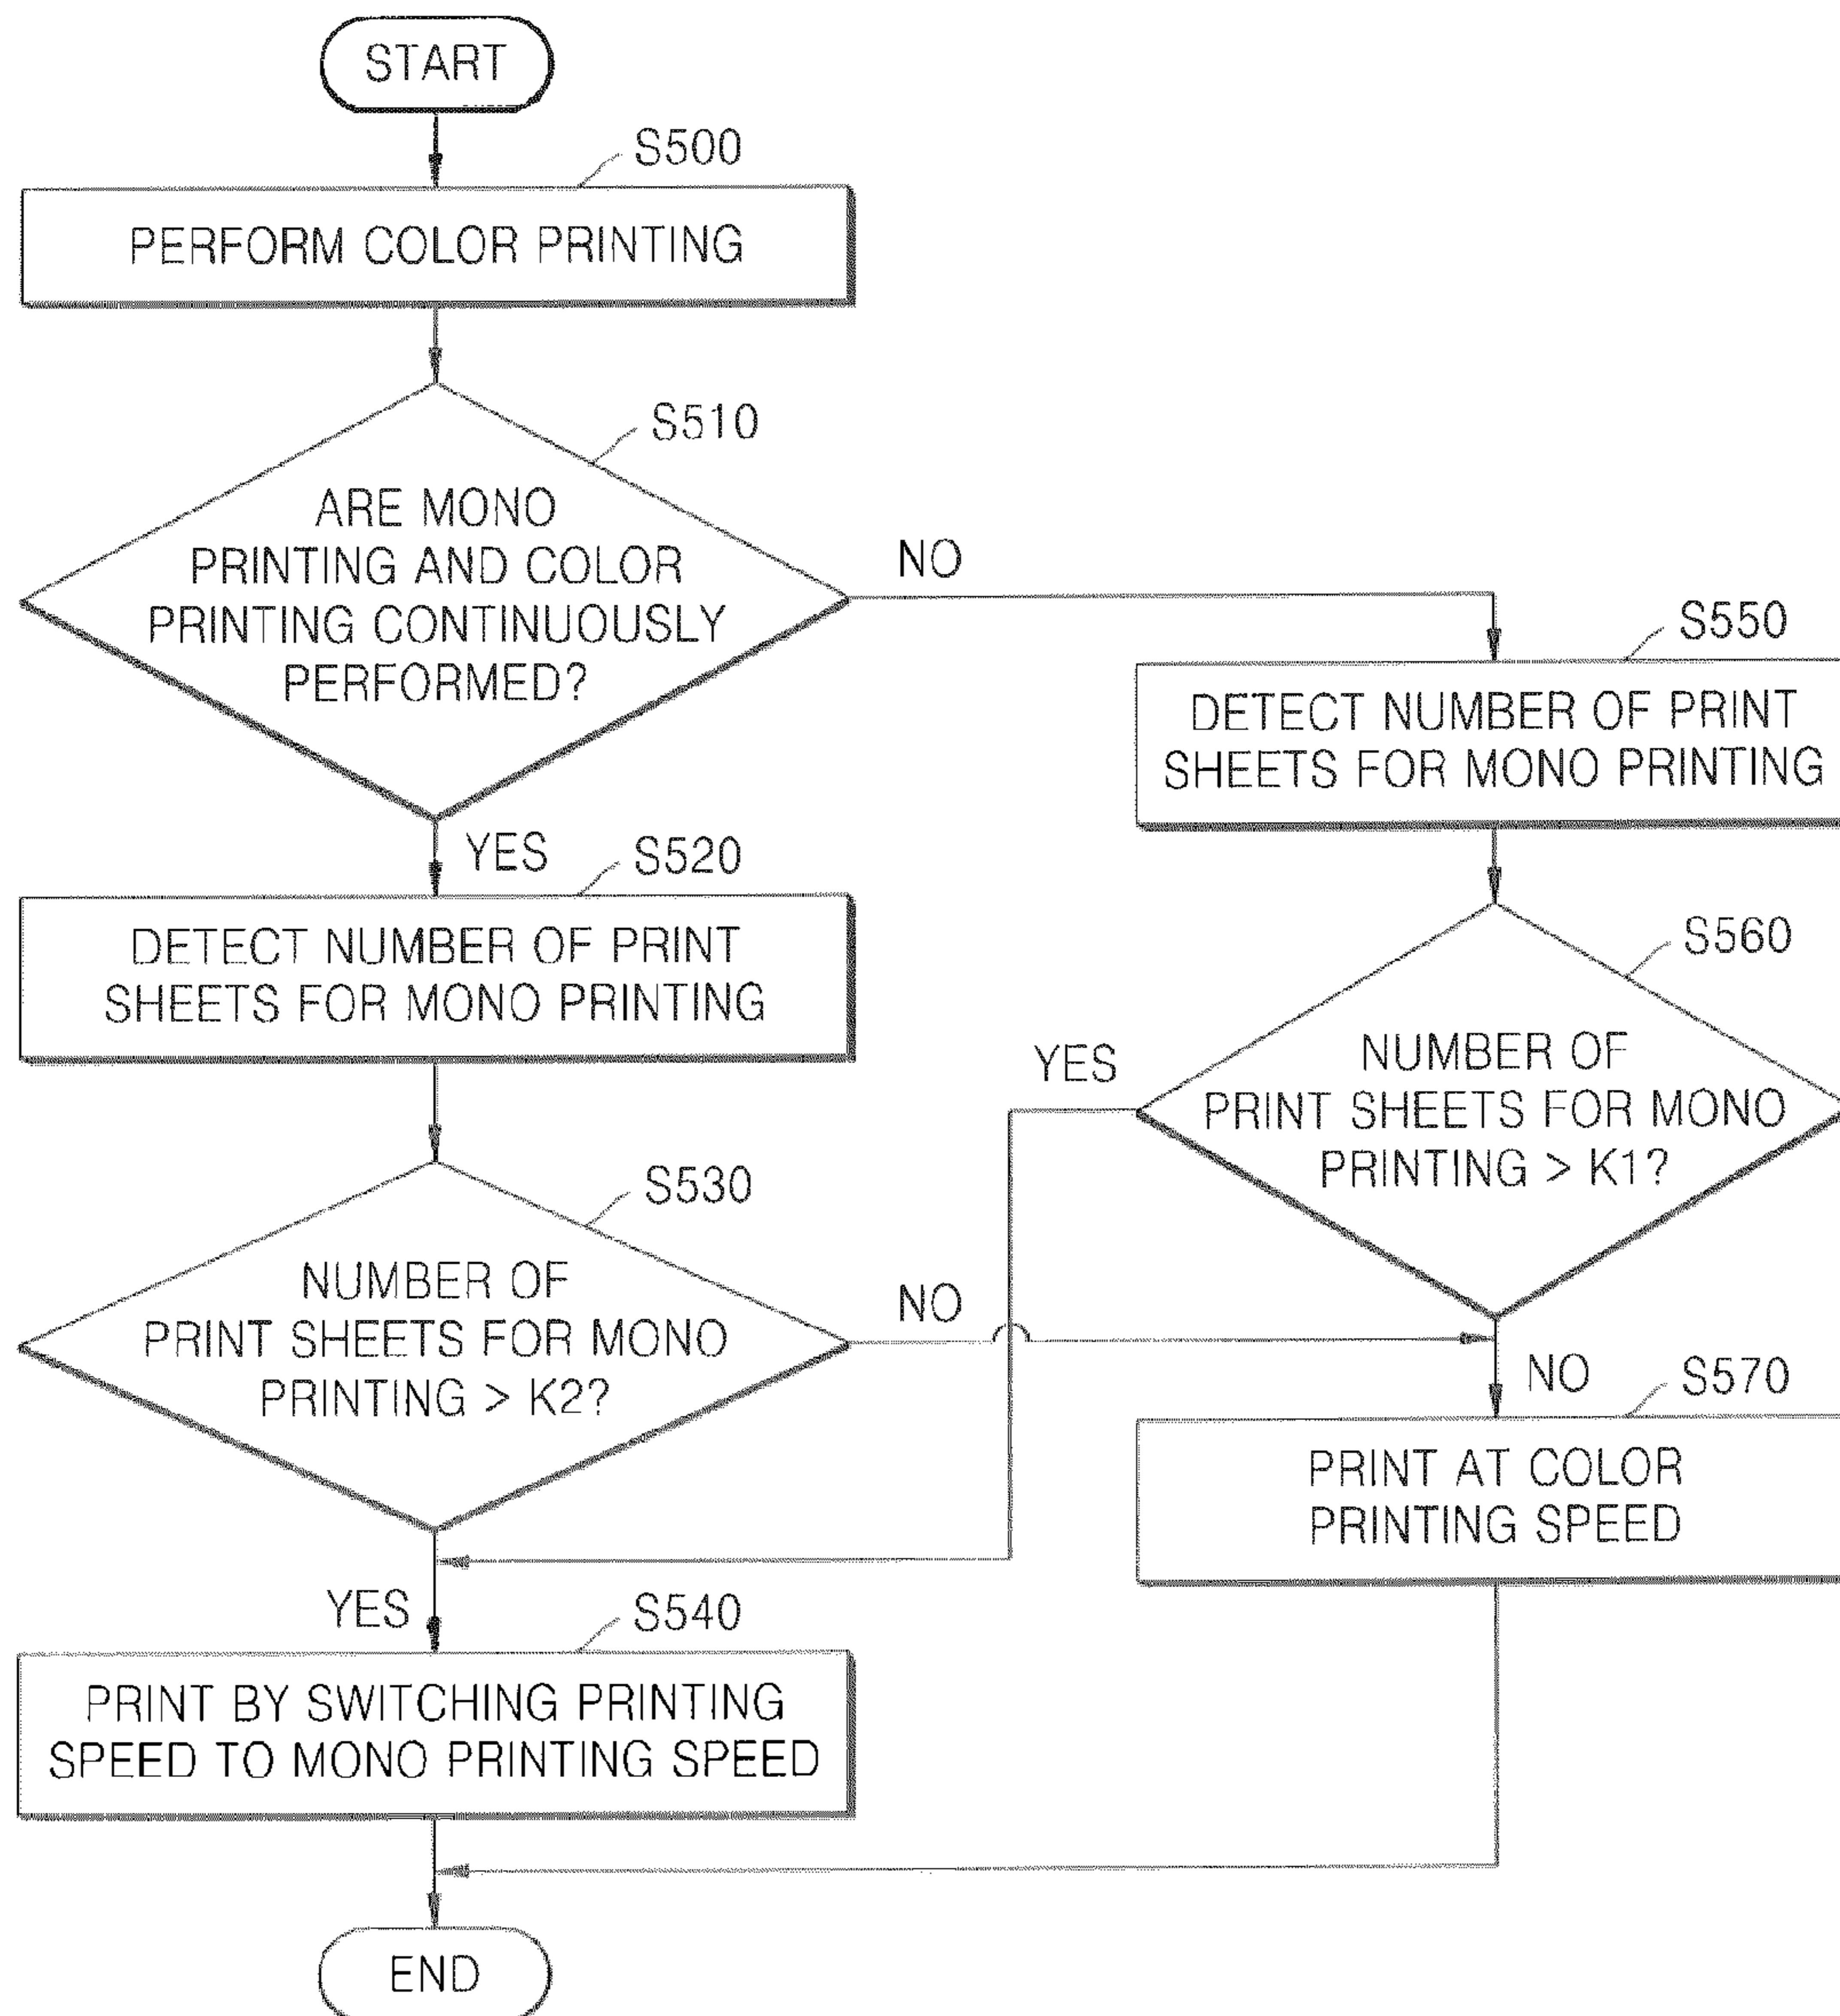 START
S500
PERFORM COLOR PRINTING
S510
ARE MONO
PRINTING AND COLOR
PRINTING CONTINUOUSLY
PERFORMED?
NO
YES
S520
DETECT NUMBER OF PRINT
SHEETS FOR MONO PRINTING
S530
NUMBER OF
PRINT SHEETS FOR MONO
PRINTING > K2?
NO
YES
S540
PRINT BY SWITCHING PRINTING
SPEED TO MONO PRINTING SPEED
S550
DETECT NUMBER OF PRINT
SHEETS FOR MONO PRINTING
S560
NUMBER OF
PRINT SHEETS FOR MONO
PRINTING > K1?
YES
NO
S570
PRINT AT COLOR
PRINTING SPEED
END